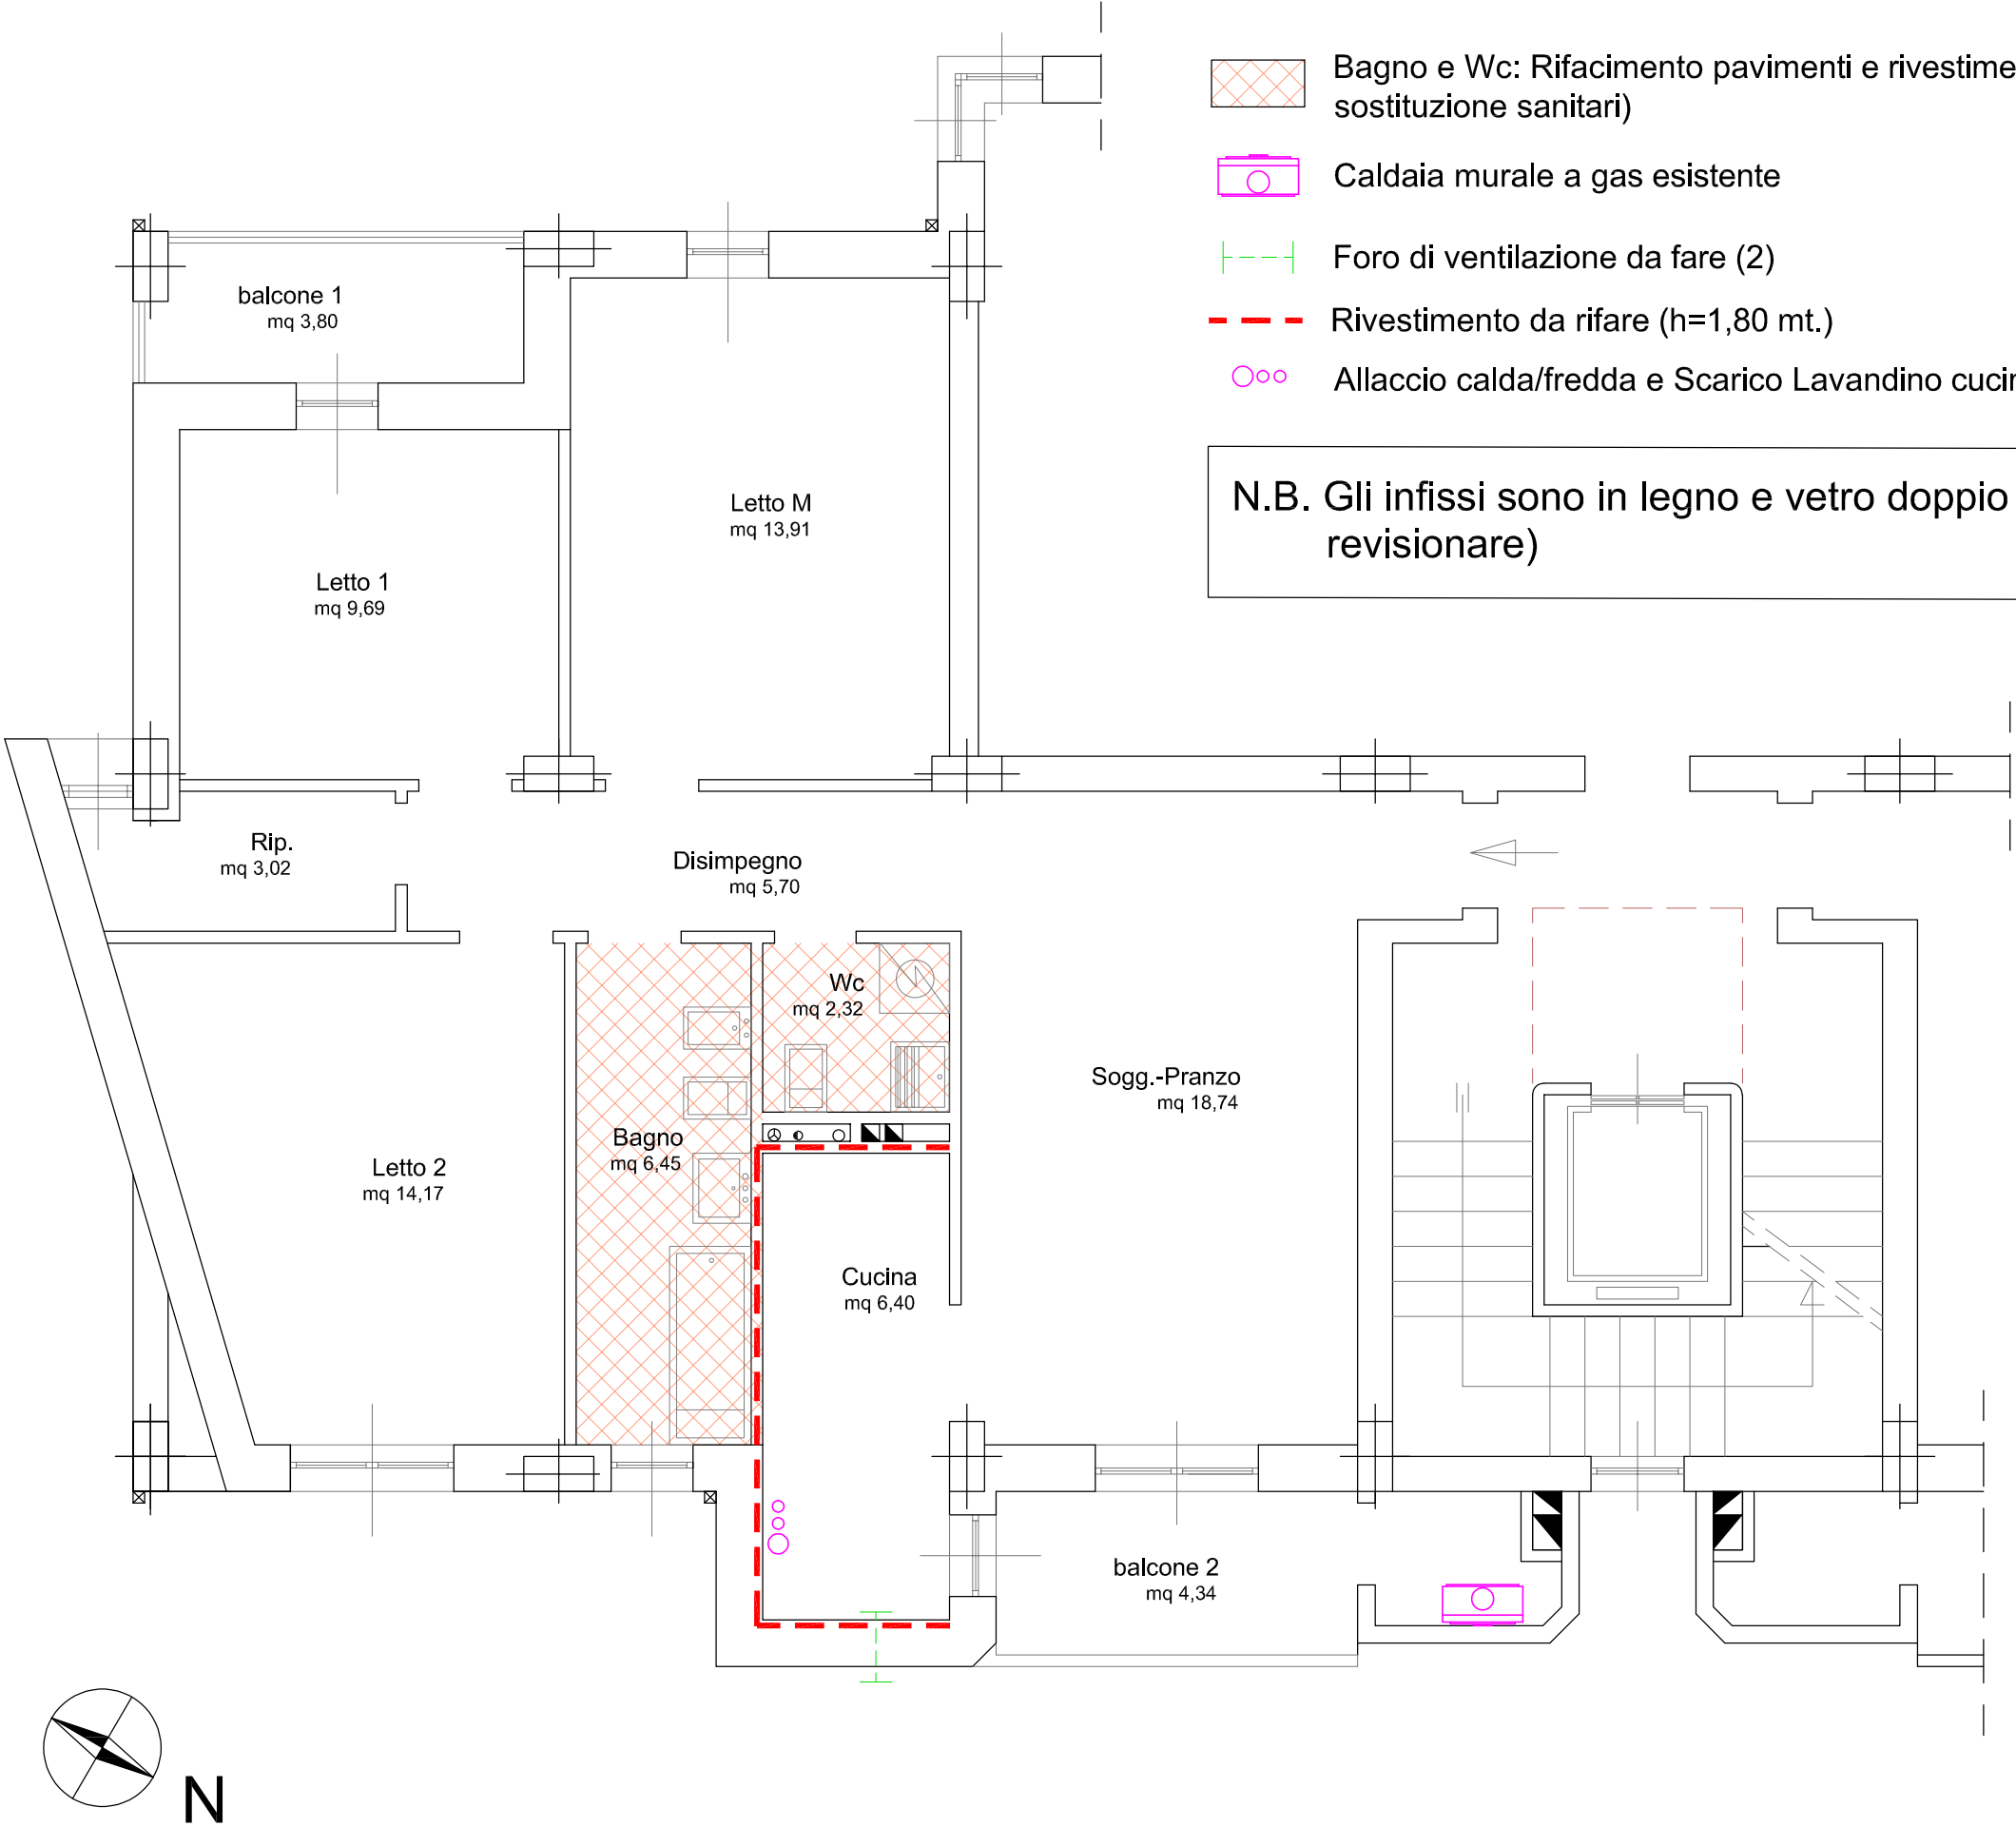 Bagno e Wc: Rifacimento pavimenti e
sostituzione sanitari)
Caldaia murale a gas esistente
Foro di ventilazione da fare (2)
Rivestimento da rifare (h=1,80 mt.)
Allaccio calda/fredda e Scarico Lavandino
N.B. Gli infissi sono in legno e vetro doppio
revisionare)
balcone 1
mq 3,80
Letto M
mq 13,91
Letto 1
mq 9,69
Rip.
mq 3,02
Disimpegno
mq 5,70
Wc
mq 2,32
Sogg.-Pranzo
mq 18,74
Bagno
mq 6,45
Letto 2
mq 14,17
Cucina
mq 6,40
balcone 2
mq 4,34
N